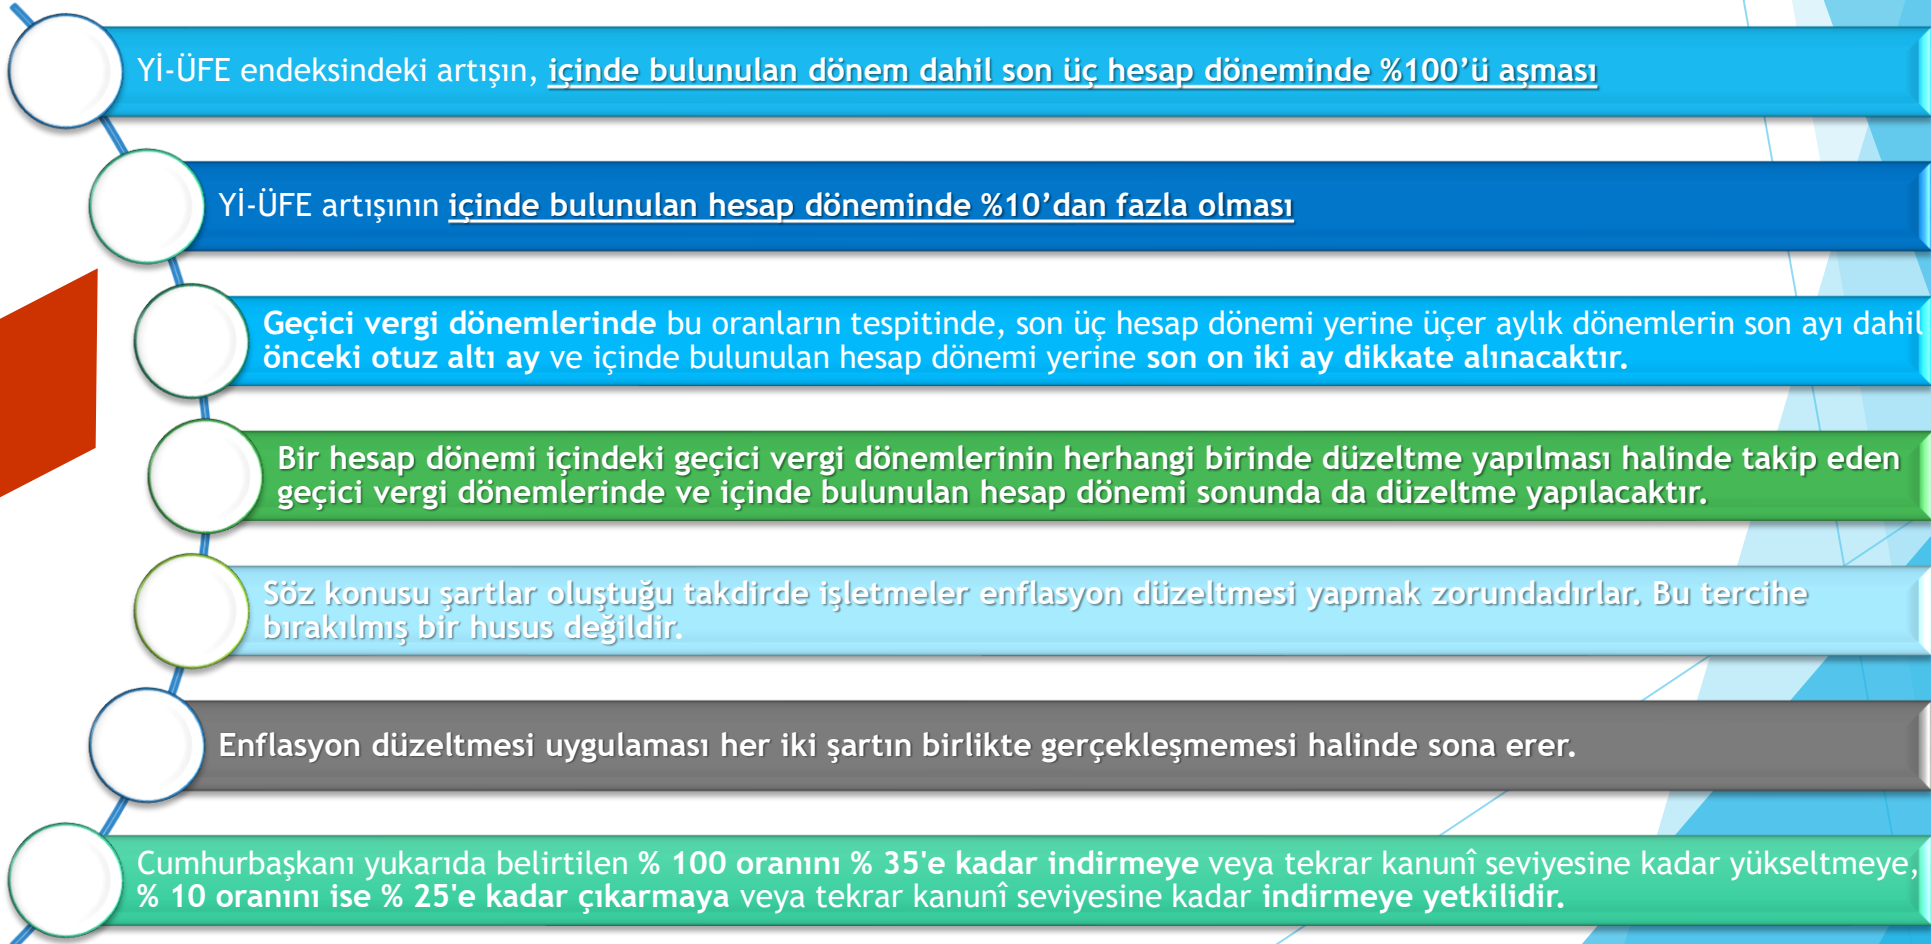 Yİ-ÜFE endeksindeki artışın, içinde bulunulan dönem dahil son üç hesap döneminde %100’ü aşması
Yİ-ÜFE artışının içinde bulunulan hesap döneminde %10’dan fazla olması
Geçici vergi dönemlerinde bu oranların tespitinde, son üç hesap dönemi yerine üçer aylık dönemlerin son ayı dahil
önceki otuz altı ay ve içinde bulunulan hesap dönemi yerine son on iki ay dikkate alınacaktır.
Bir hesap dönemi içindeki geçici vergi dönemlerinin herhangi birinde düzeltme yapılması halinde takip eden
geçici vergi dönemlerinde ve içinde bulunulan hesap dönemi sonunda da düzeltme yapılacaktır.
Söz konusu şartlar oluştuğu takdirde işletmeler enflasyon düzeltmesi yapmak zorundadırlar. Bu tercihe
bırakılmış bir husus değildir.
Enflasyon düzeltmesi uygulaması her iki şartın birlikte gerçekleşmemesi halinde sona erer.
Cumhurbaşkanı yukarıda belirtilen % 100 oranını % 35'e kadar indirmeye veya tekrar kanunî seviyesine kadar yükseltmeye,
% 10 oranını ise % 25'e kadar çıkarmaya veya tekrar kanunî seviyesine kadar indirmeye yetkilidir.